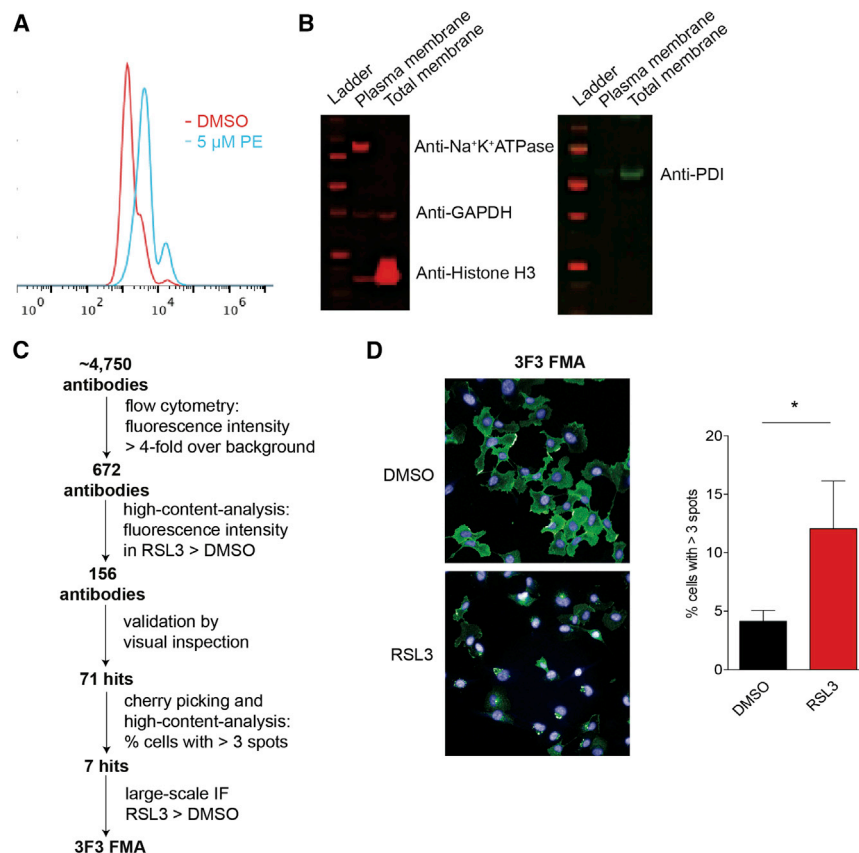 A
DMSO
5 µM PE
10⁰ 10² 10⁴ 10⁶
B
Ladder
Plasma membrane
Total membrane
Anti-Na⁺K⁺ATPase
Anti-GAPDH
Anti-Histone H3
Ladder
Plasma membrane
Total membrane
Anti-PDI
C
~4,750
antibodies
flow cytometry:
fluorescence intensity
> 4-fold over background
672
antibodies
high-content-analysis:
fluorescence intensity
in RSL3 > DMSO
156
antibodies
validation by
visual inspection
71 hits
cherry picking and
high-content-analysis:
% cells with > 3 spots
7 hits
large-scale IF
RSL3 > DMSO
3F3 FMA
D
3F3 FMA
DMSO
RSL3
*
% cells with > 3 spots
20
15
10
5
0
DMSO
RSL3